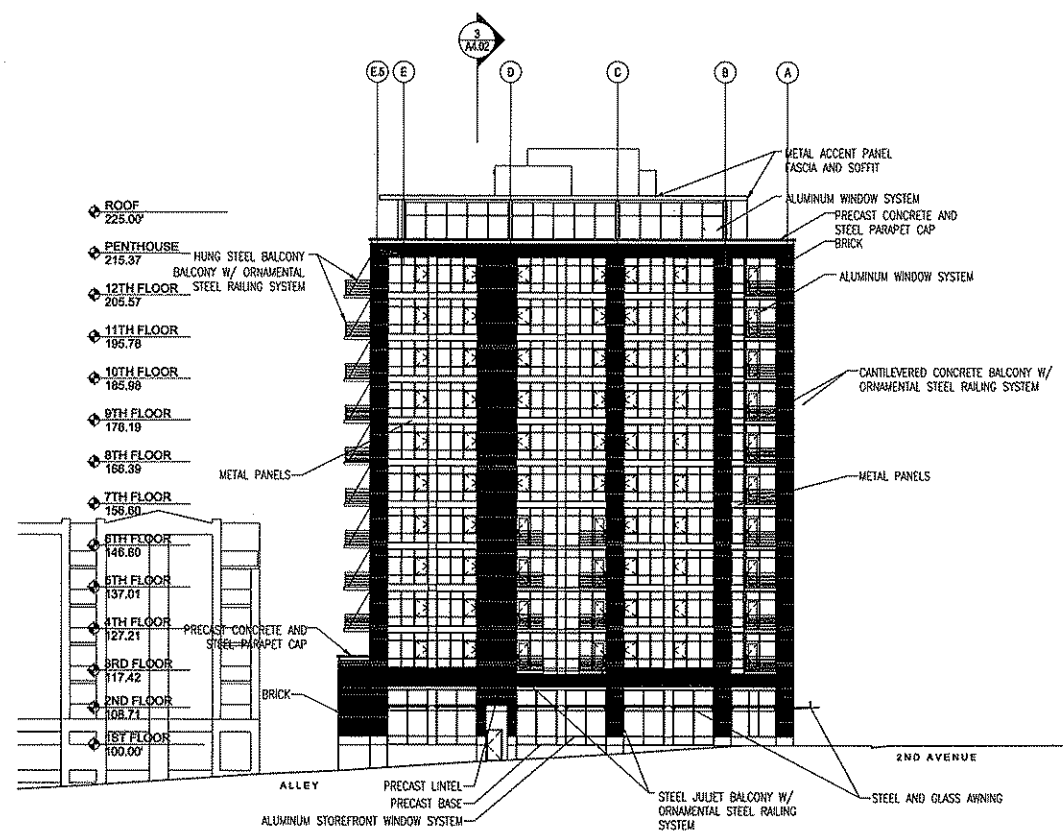 3
A4.02
E.5
E
D
C
B
A
METAL ACCENT PANEL
FASCIA AND SOFFIT
ALUMINUM WINDOW SYSTEM
PRECAST CONCRETE AND
STEEL PARAPET CAP
BRICK
ALUMINUM WINDOW SYSTEM
CANTILEVERED CONCRETE BALCONY W/
ORNAMENTAL STEEL RAILING SYSTEM
METAL PANELS
ROOF
225.00'
PENTHOUSE
215.37
HUNG STEEL BALCONY
BALCONY W/ ORNAMENTAL
STEEL RAILING SYSTEM
12TH FLOOR
205.57
11TH FLOOR
195.78
10TH FLOOR
185.98
9TH FLOOR
176.19
8TH FLOOR
166.39
METAL PANELS
7TH FLOOR
156.60
6TH FLOOR
146.80
5TH FLOOR
137.01
4TH FLOOR
127.21
PRECAST CONCRETE AND
STEEL PARAPET CAP
3RD FLOOR
117.42
BRICK
2ND FLOOR
108.71
1ST FLOOR
100.00'
2ND AVENUE
ALLEY
PRECAST LINTEL
PRECAST BASE
ALUMINUM STOREFRONT WINDOW SYSTEM
STEEL JULIET BALCONY W/
ORNAMENTAL STEEL RAILING
SYSTEM
STEEL AND GLASS AWNING